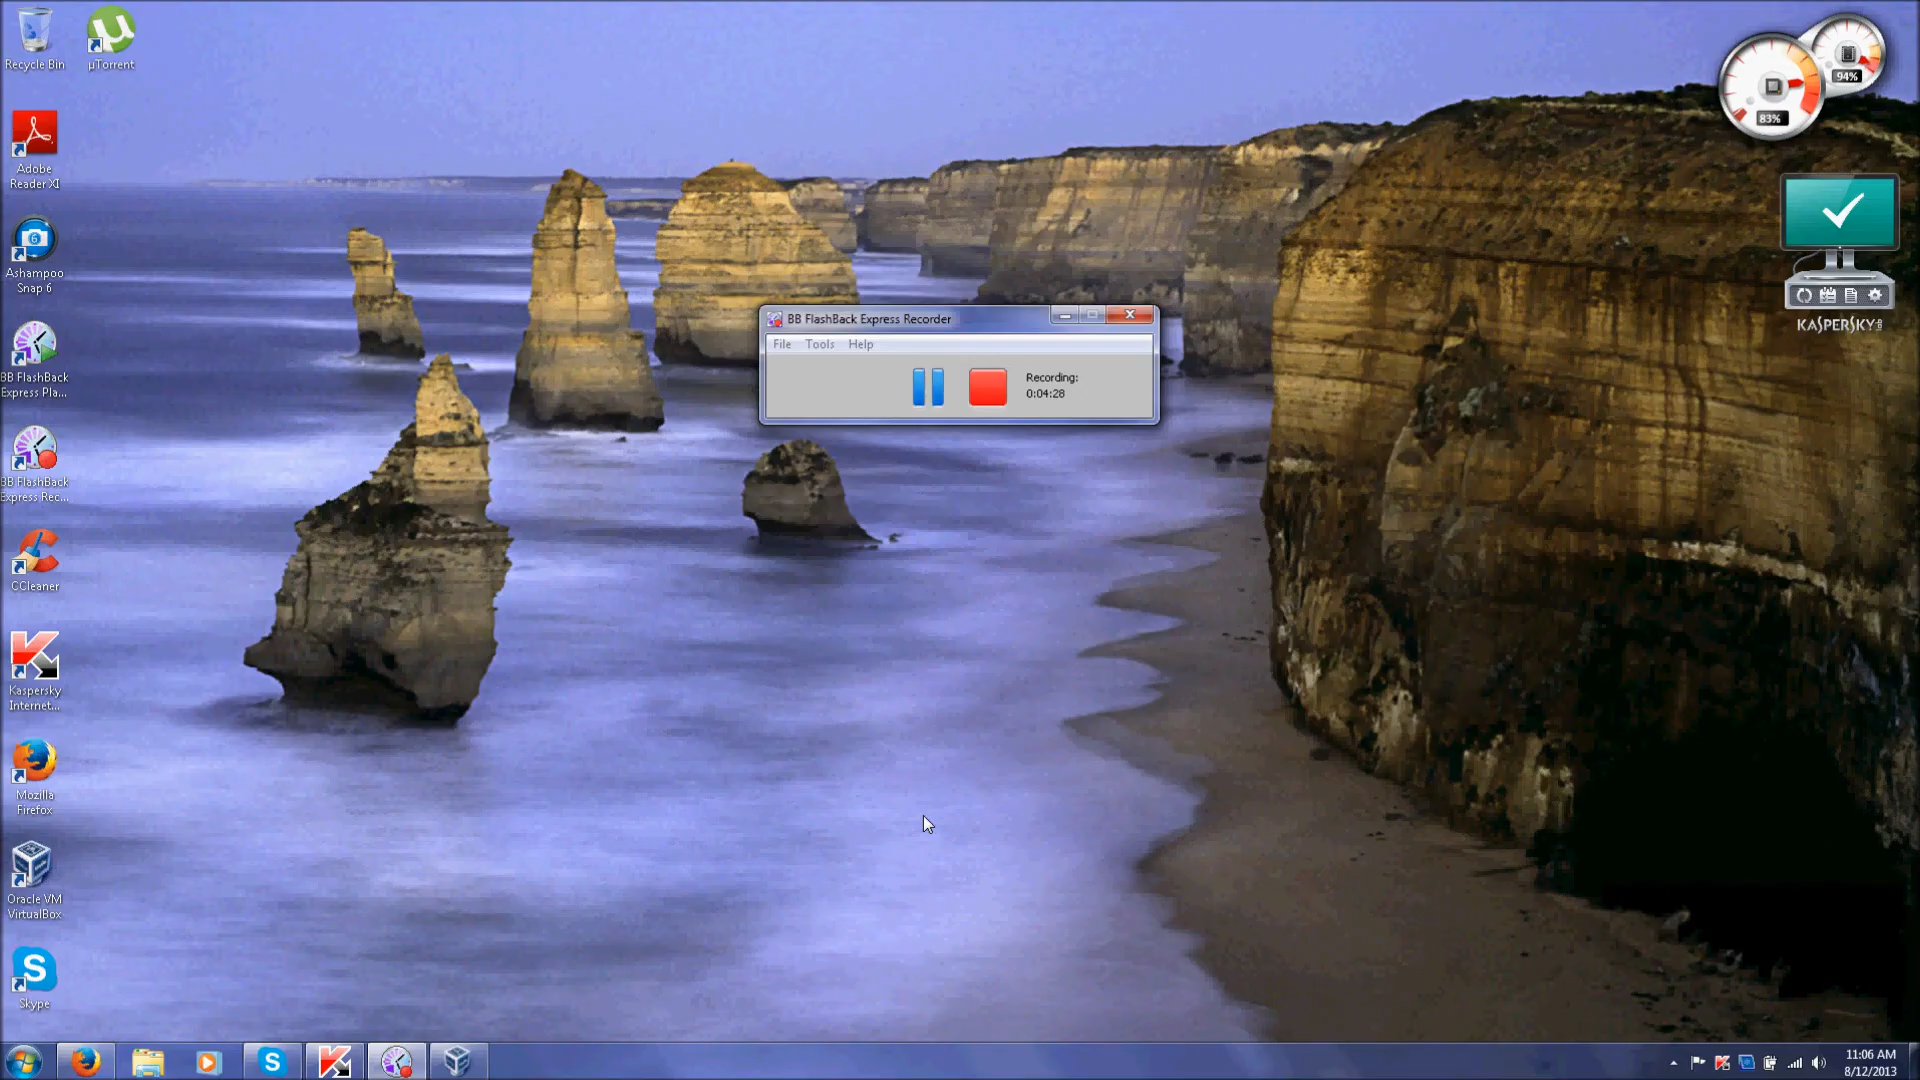 Recycle Bin
µTorrent
Adobe
Reader XI
Ashampoo
Snap 6
BB FlashBack
Express Pla...
BB FlashBack
Express Rec...
CCleaner
Kaspersky
Internet...
Mozilla
Firefox
Oracle VM
VirtualBox
Skype
BB FlashBack Express Recorder
File Tools Help
Recording:
0:04:28
94%
83%
KASPERSKY
11:06 AM
8/12/2013